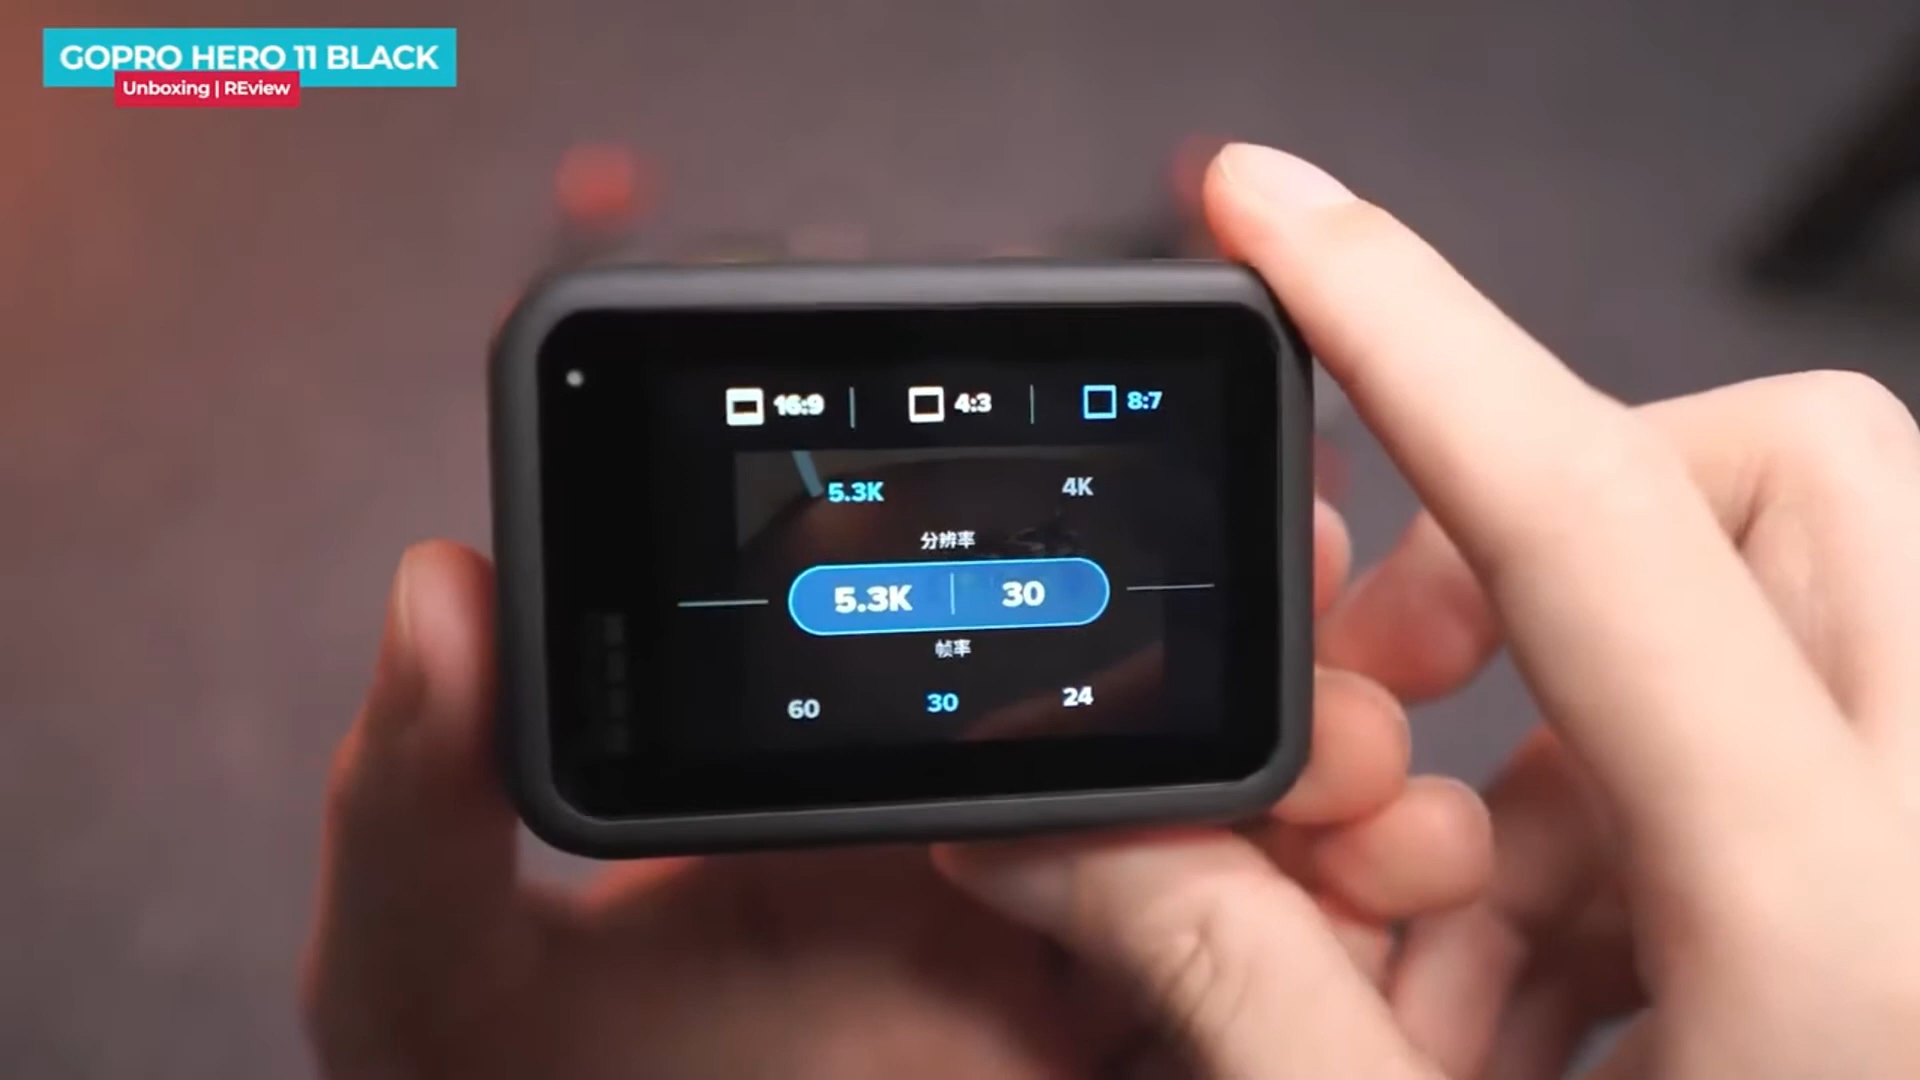 GOPRO HERO 11 BLACK
Unboxing | REview
16:9 | 4:3 | 8:7
5.3K 4K
分辨率
5.3K | 30
帧率
60 30 24